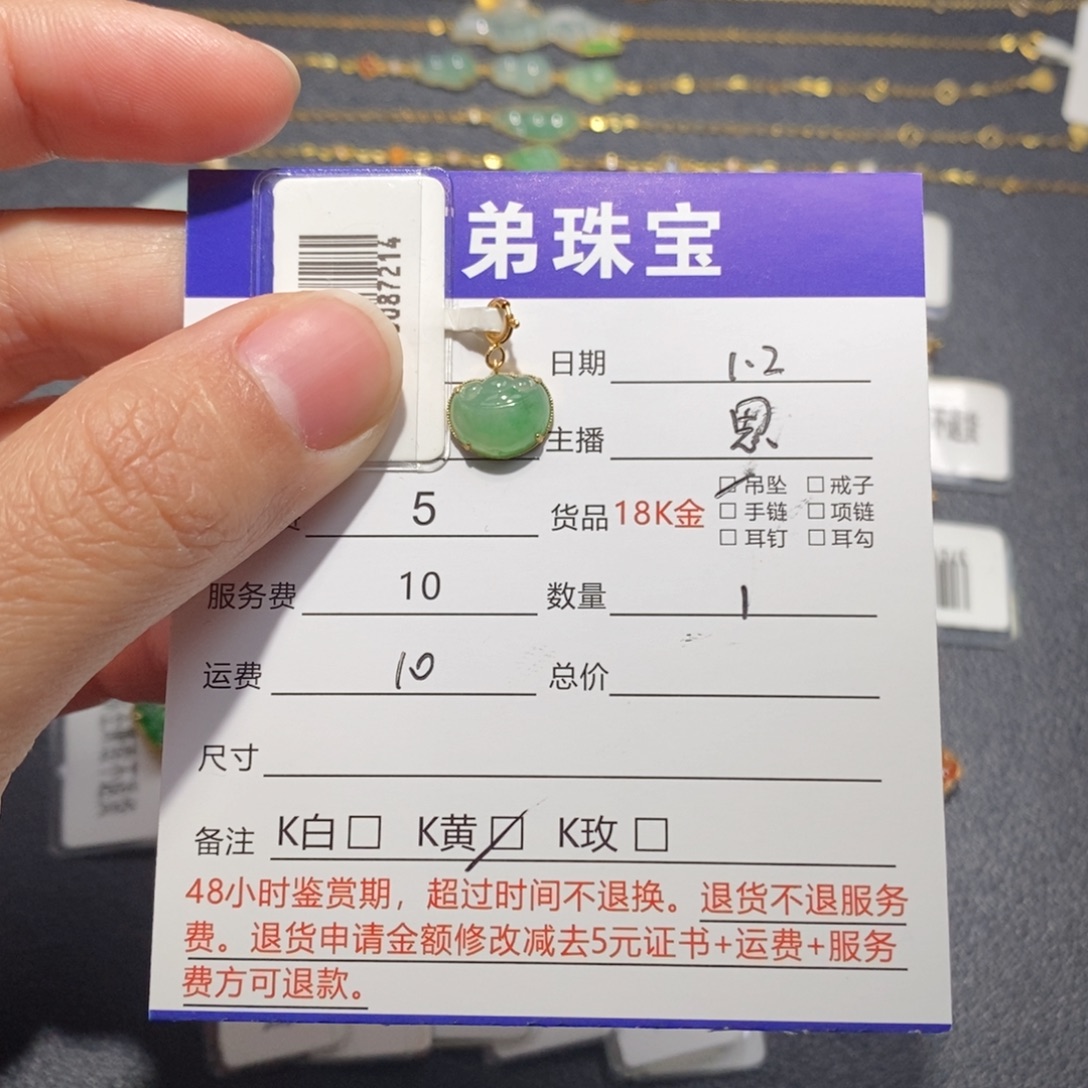 弟珠宝
087214
日期 1.2
主播 恩
5 货品 18K金 吊坠 戒子
手链 项链
耳钉 耳勾
服务费 10 数量 1
运费 10 总价
尺寸
备注 K白 K黄 K玫
48小时鉴赏期，超过时间不退换。退货不退服务
费。退货申请金额修改减去5元证书+运费+服务
费方可退款。